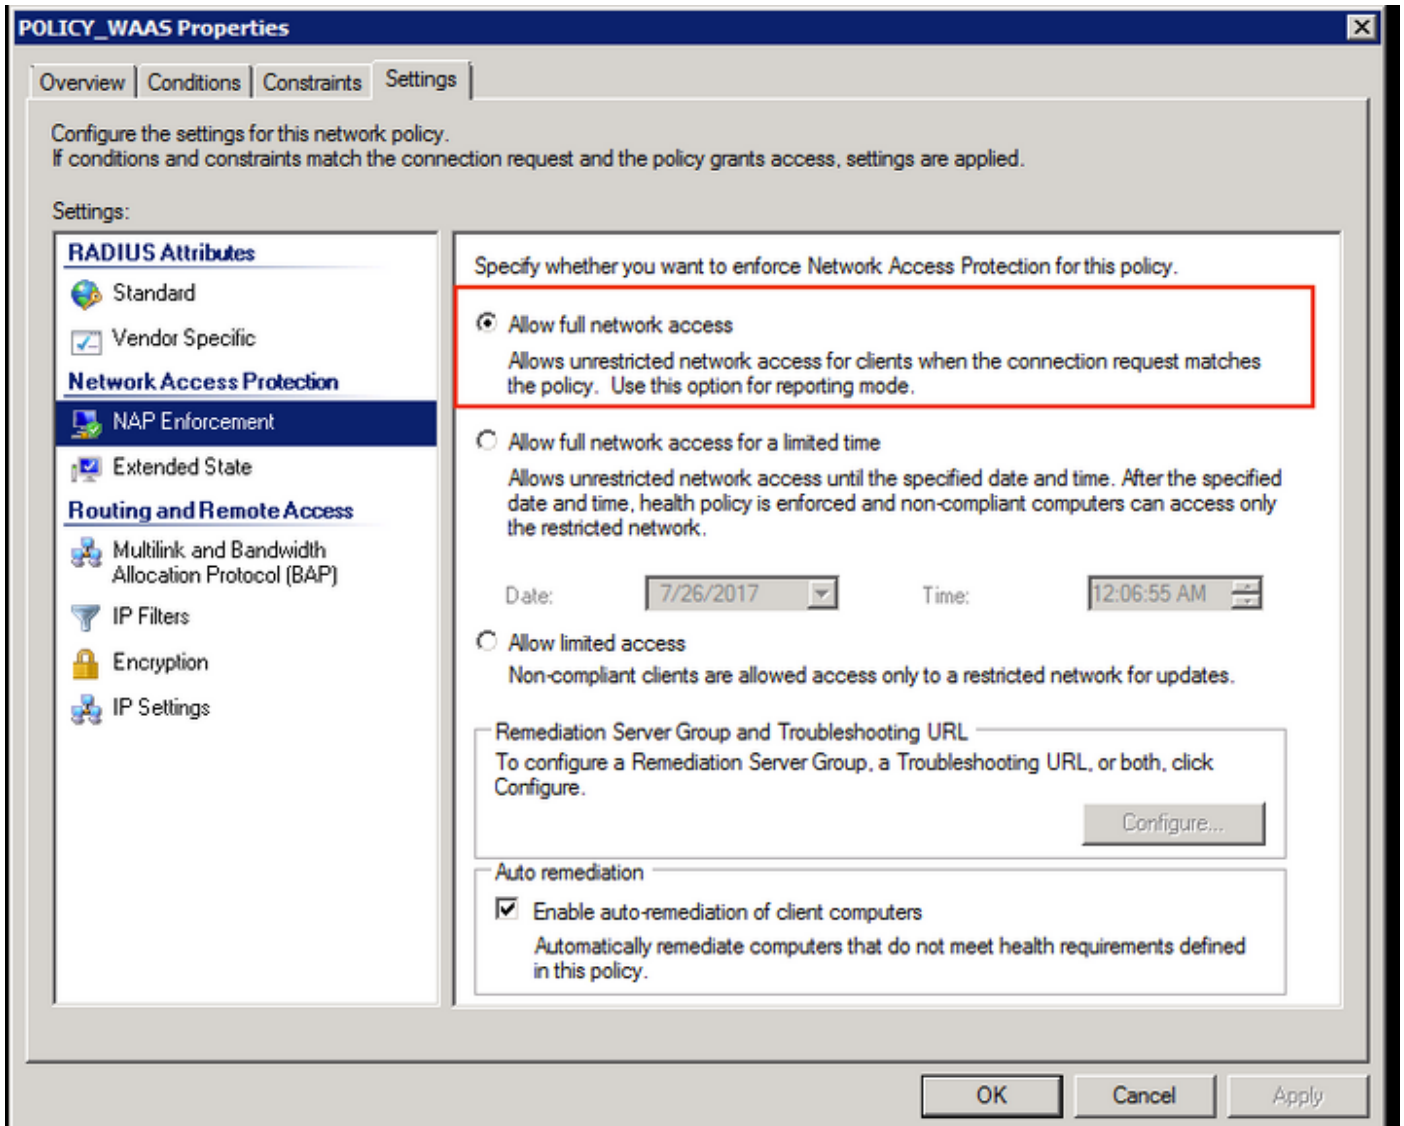 POLICY_WAAS Properties
Overview
Conditions
Constraints
Settings
Configure the settings for this network policy.
If conditions and constraints match the connection request and the policy grants access, settings are applied.
Settings:
RADIUS Attributes
Standard
Vendor Specific
Network Access Protection
NAP Enforcement
Extended State
Routing and Remote Access
Multilink and Bandwidth
Allocation Protocol (BAP)
IP Filters
Encryption
IP Settings
Specify whether you want to enforce Network Access Protection for this policy.
Allow full network access
Allows unrestricted network access for clients when the connection request matches
the policy.  Use this option for reporting mode.
Allow full network access for a limited time
Allows unrestricted network access until the specified date and time. After the specified
date and time, health policy is enforced and non-compliant computers can access only
the restricted network.
Date: 7/26/2017 Time: 12:06:55 AM
Allow limited access
Non-compliant clients are allowed access only to a restricted network for updates.
Remediation Server Group and Troubleshooting URL
To configure a Remediation Server Group, a Troubleshooting URL, or both, click
Configure.
Configure...
Auto remediation
Enable auto-remediation of client computers
Automatically remediate computers that do not meet health requirements defined
in this policy.
OK
Cancel
Apply